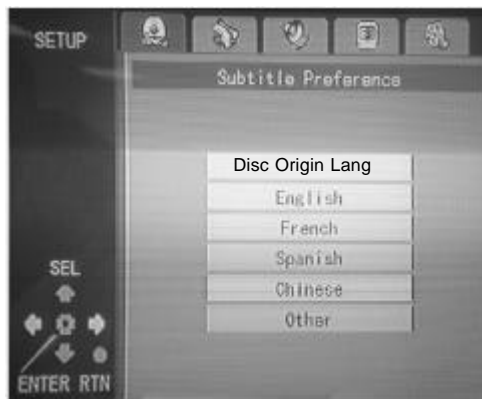 SETUP
Subtitle Preference
Disc Origin Lang
English
French
Spanish
Chinese
Other
SEL
ENTER RTN